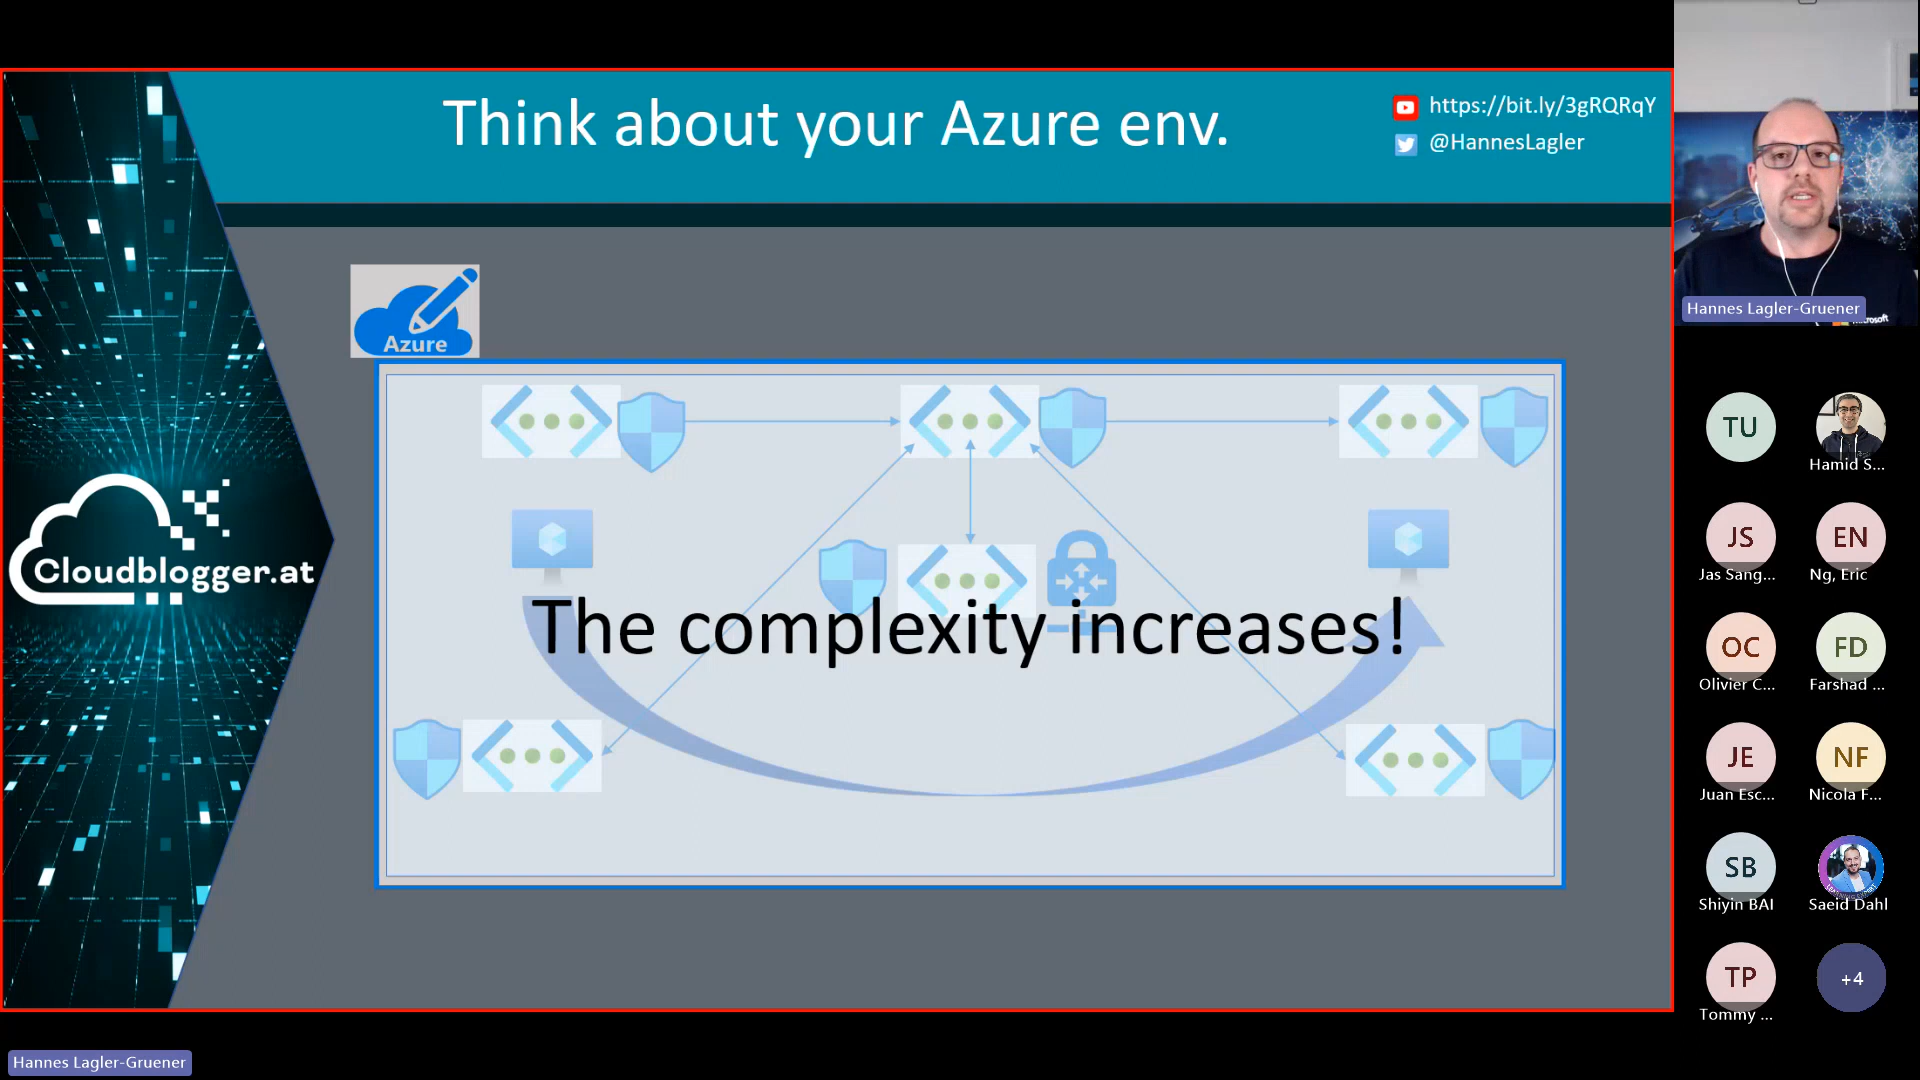 Think about your Azure env.
https://bit.ly/3gRQRqY
@HannesLagler
Azure
The complexity increases!
Cloudblogger.at
Hannes Lagler-Gruener
TU
Hamid S...
JS
EN
Jas Sang...
Ng, Eric
OC
FD
Olivier C...
Farshad ...
JE
NF
Juan Esc...
Nicola F...
SB
Shiyin BAI
Saeid Dahl
TP
+4
Tommy ...
Hannes Lagler-Gruener